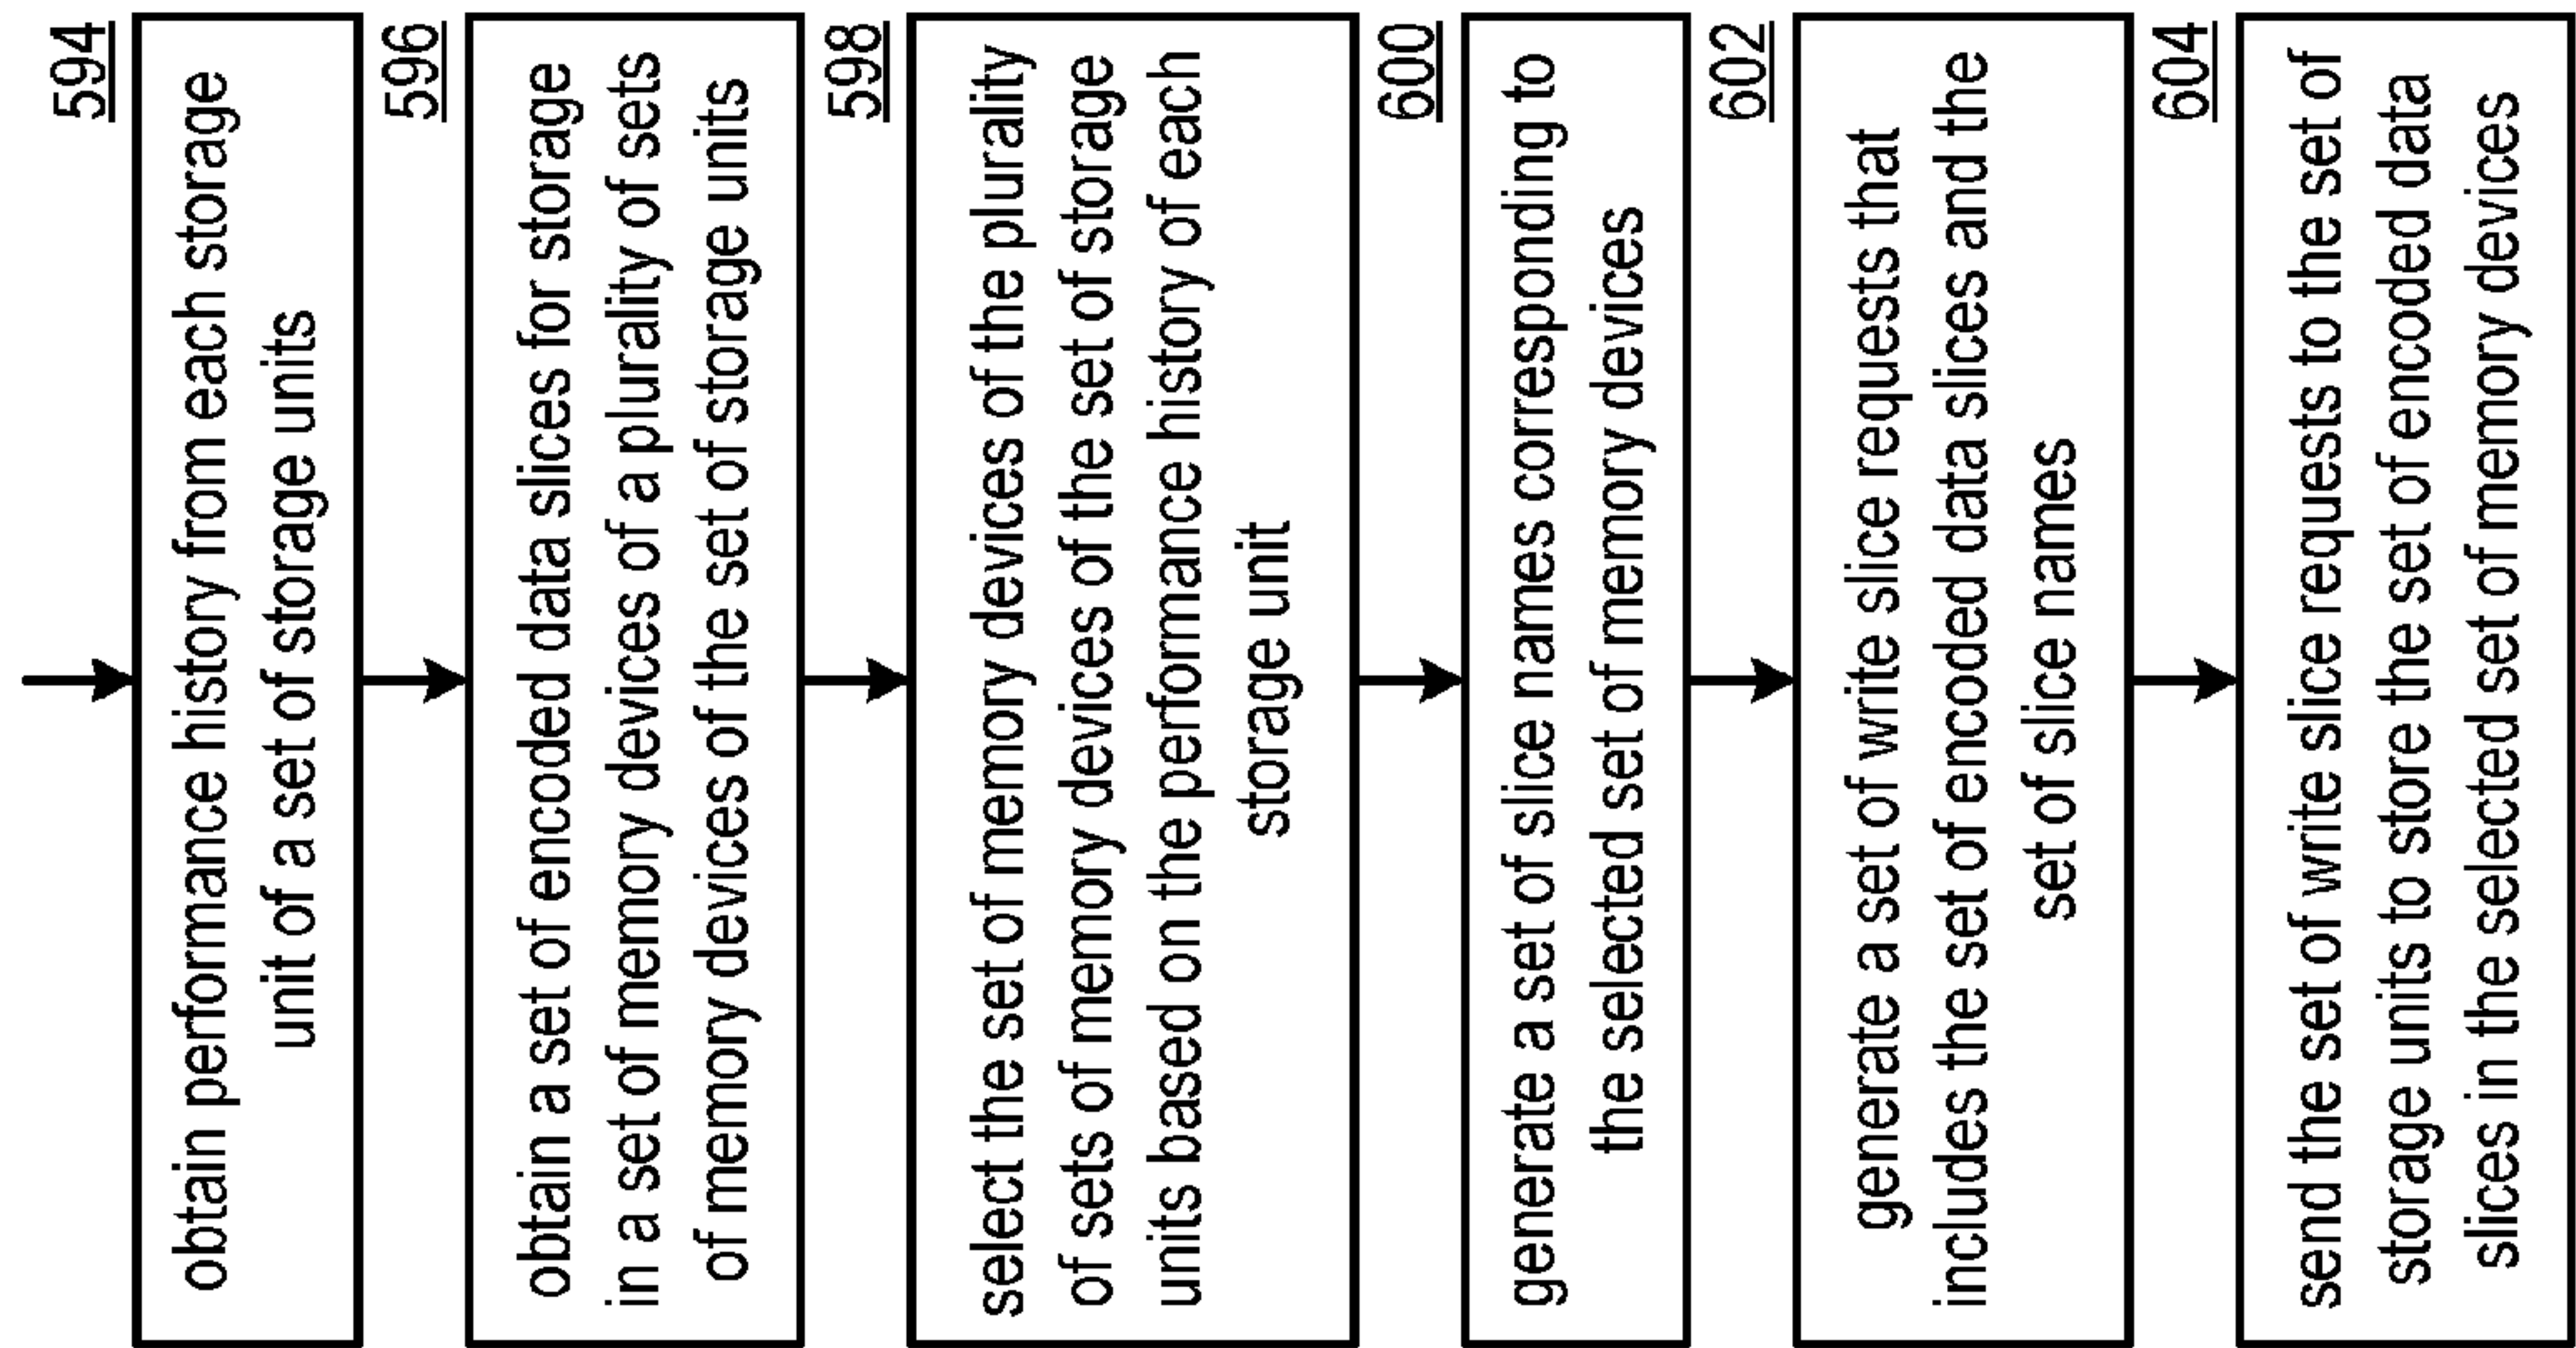 594
obtain performance history from each storage
unit of a set of storage units
596
obtain a set of encoded data slices for storage
in a set of memory devices of a plurality of sets
of memory devices of the set of storage units
598
select the set of memory devices of the plurality
of sets of memory devices of the set of storage
units based on the performance history of each
storage unit
600
generate a set of slice names corresponding to
the selected set of memory devices
602
generate a set of write slice requests that
includes the set of encoded data slices and the
set of slice names
604
send the set of write slice requests to the set of
storage units to store the set of encoded data
slices in the selected set of memory devices